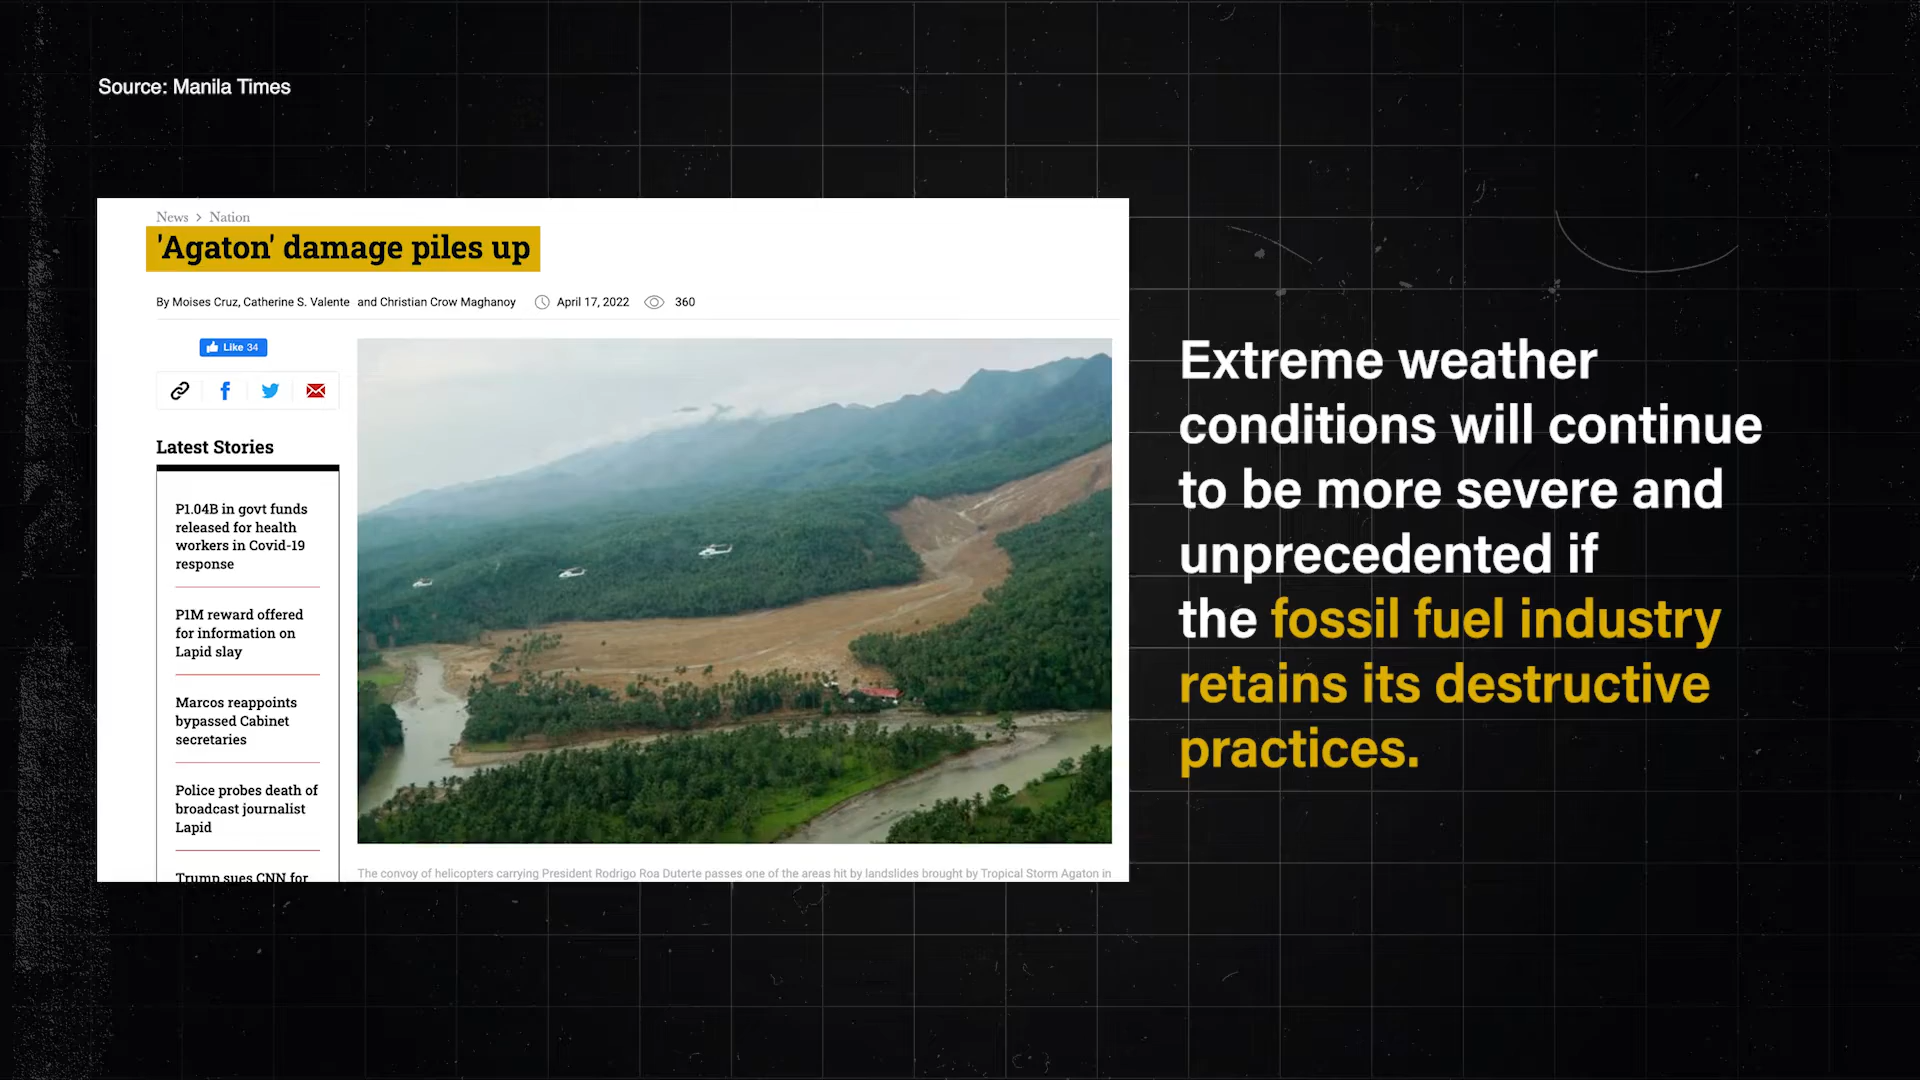 Source: Manila Times
News > Nation
'Agaton' damage piles up
By Moises Cruz, Catherine S. Valente and Christian Crow Maghanoy April 17, 2022 360
Like 34
Latest Stories
P1.04B in govt funds
released for health
workers in Covid-19
response
P1M reward offered
for information on
Lapid slay
Marcos reappoints
bypassed Cabinet
secretaries
Police probes death of
broadcast journalist
Lapid
Trump sues CNN for
The convoy of helicopters carrying President Rodrigo Roa Duterte passes one of the areas hit by landslides brought by Tropical Storm Agaton in
Extreme weather
conditions will continue
to be more severe and
unprecedented if
the fossil fuel industry
retains its destructive
practices.